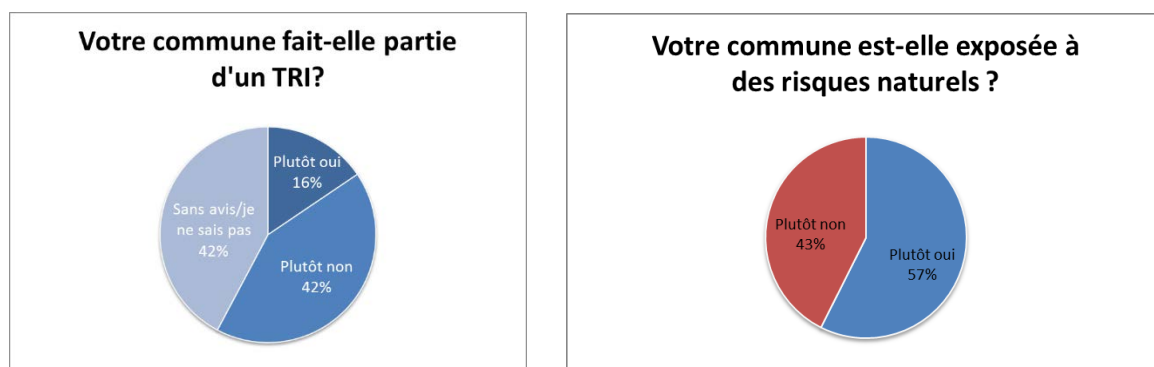 Votre commune fait-elle partie
d'un TRI?
Plutôt oui
16%
Sans avis/je
ne sais pas
42%
Plutôt non
42%
Votre commune est-elle exposée à
des risques naturels ?
Plutôt non
43%
Plutôt oui
57%